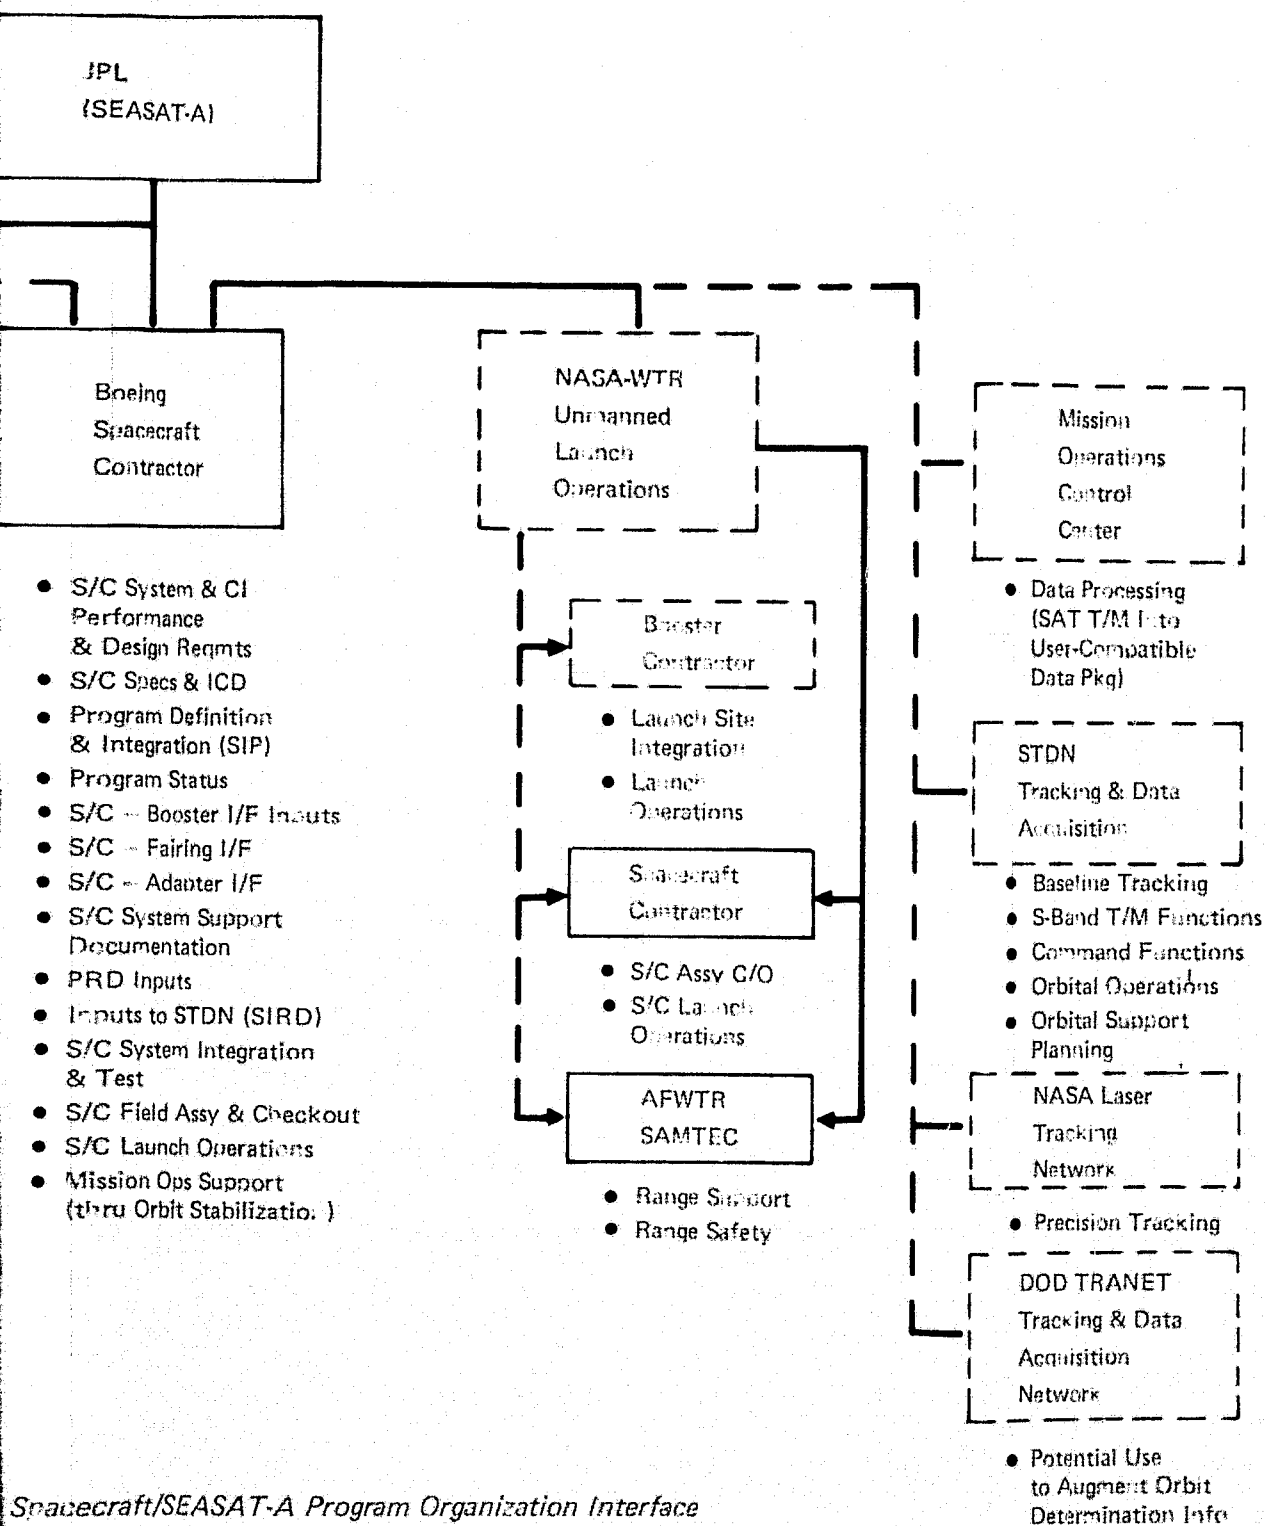 JPL
(SEASAT-A)
Boeing
Spacecraft
Contractor
• S/C System & CI
Performance
& Design Reqmts
• S/C Specs & ICD
• Program Definition
& Integration (SIP)
• Program Status
• S/C - Booster I/F Inputs
• S/C - Fairing I/F
• S/C - Adapter I/F
• S/C System Support
Documentation
• PRD Inputs
• Inputs to STDN (SIRD)
• S/C System Integration
& Test
• S/C Field Assy & Checkout
• S/C Launch Operations
• Mission Ops Support
(thru Orbit Stabilization)
NASA-WTR
Unmanned
Launch
Operations
Booster
Contractor
• Launch Site
Integration
• Launch
Operations
Spacecraft
Contractor
• S/C Assy C/O
• S/C Launch
Operations
AFWTR
SAMTEC
• Range Support
• Range Safety
Mission
Operations
Control
Center
• Data Processing
(SAT T/M Into
User-Compatible
Data Pkg)
STDN
Tracking & Data
Acquisition
• Baseline Tracking
• S-Band T/M Functions
• Command Functions
• Orbital Operations
• Orbital Support
Planning
NASA Laser
Tracking
Network
• Precision Tracking
DOD TRANET
Tracking & Data
Acquisition
Network
• Potential Use
to Augment Orbit
Determination Info
Spacecraft/SEASAT-A Program Organization Interface